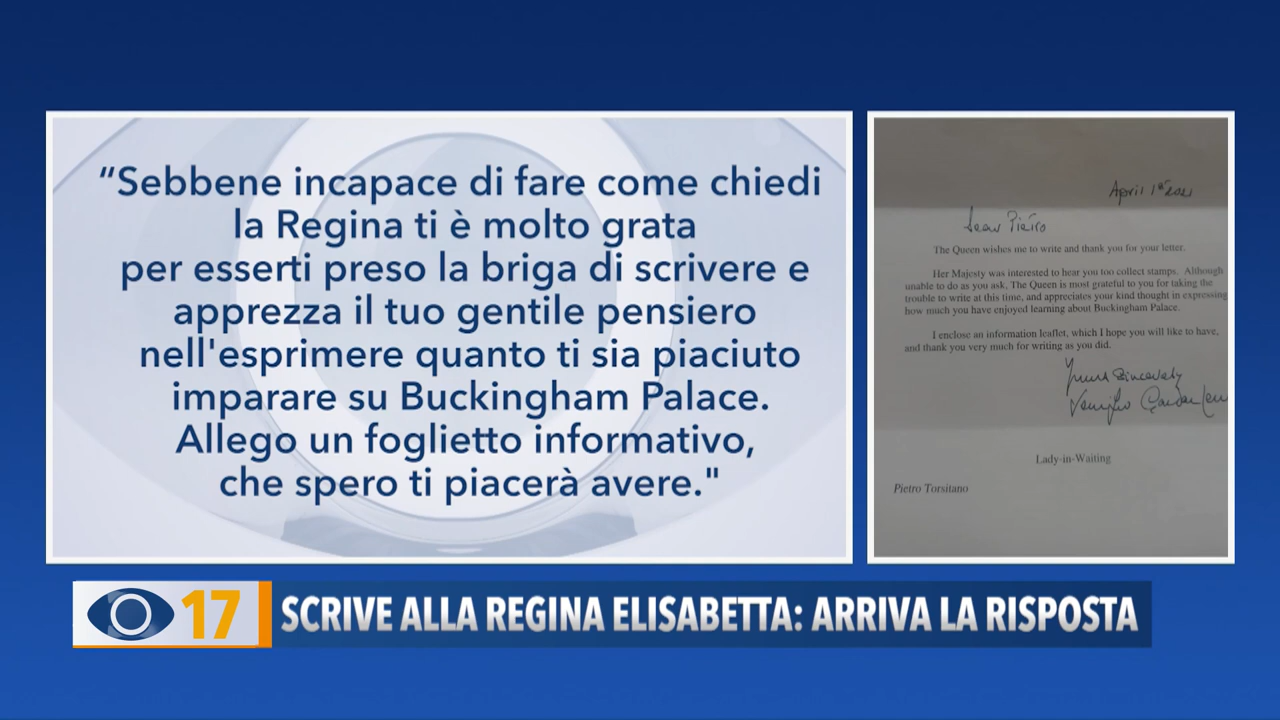 “Sebbene incapace di fare come chiedi
la Regina ti è molto grata
per esserti preso la briga di scrivere e
apprezza il tuo gentile pensiero
nell'esprimere quanto ti sia piaciuto
imparare su Buckingham Palace.
Allego un foglietto informativo,
che spero ti piacerà avere."
April 1st 2021
Dear Pietro
The Queen wishes me to write and thank you for your letter.
Her Majesty was interested to hear you too collect stamps. Although
unable to do as you ask, The Queen is most grateful to you for taking the
trouble to write at this time, and appreciates your kind thought in expressing
how much you have enjoyed learning about Buckingham Palace.
I enclose an information leaflet, which I hope you will like to have,
and thank you very much for writing as you did.
Yours Sincerely
Lady-in-Waiting
Pietro Torsitano
17 SCRIVE ALLA REGINA ELISABETTA: ARRIVA LA RISPOSTA